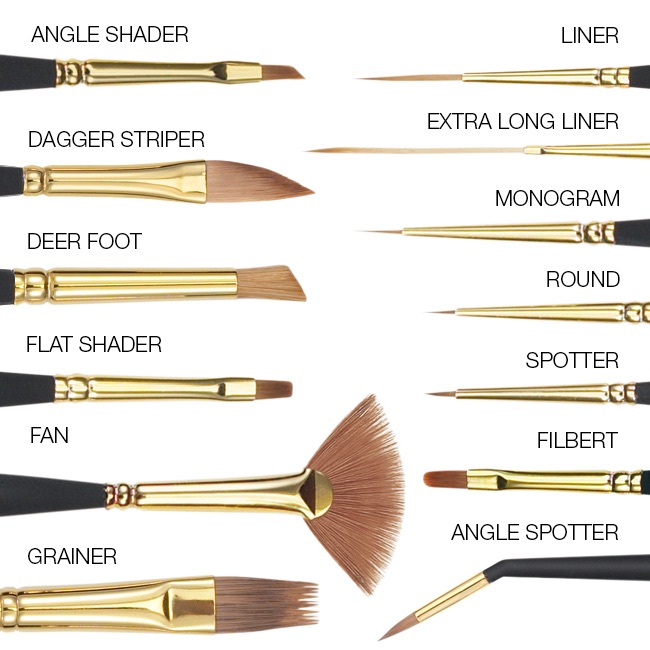 ANGLE SHADER
DAGGER STRIPER
DEER FOOT
FLAT SHADER
FAN
GRAINER
LINER
EXTRA LONG LINER
MONOGRAM
ROUND
SPOTTER
FILBERT
ANGLE SPOTTER